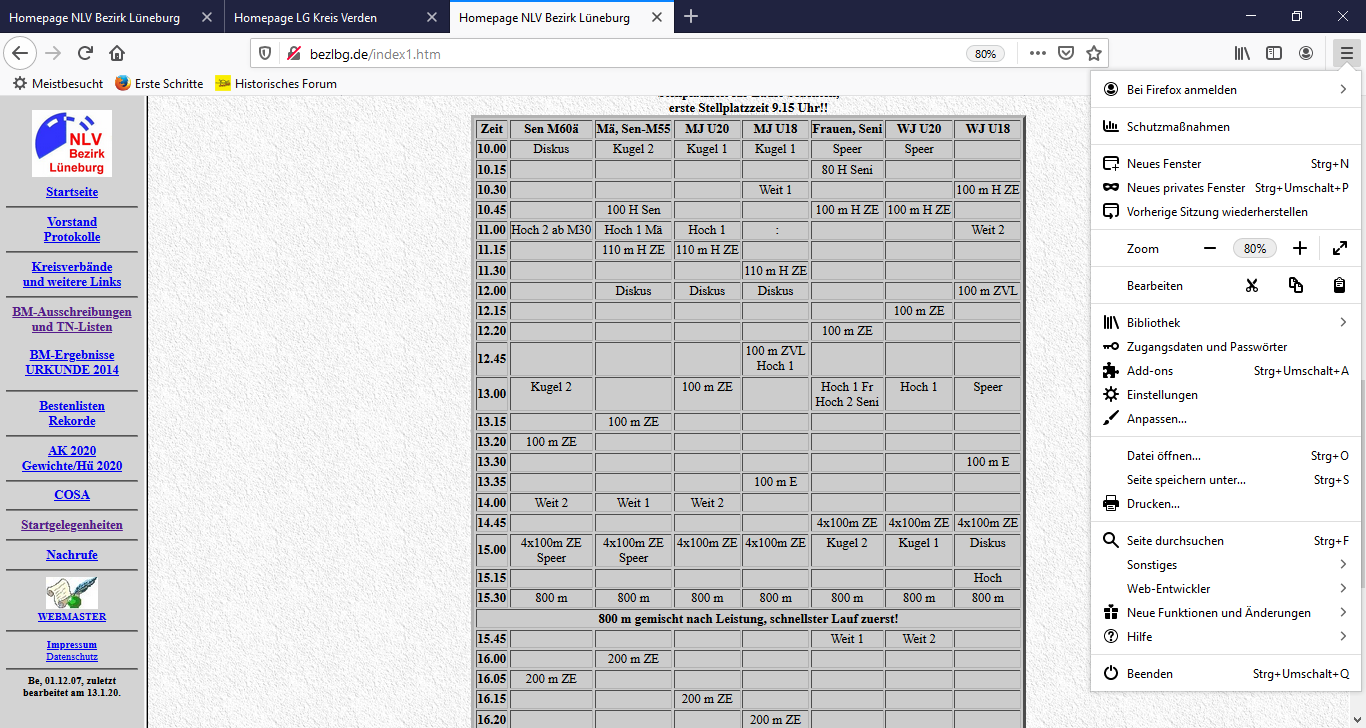 Homepage NLV Bezirk Lüneburg
Homepage LG Kreis Verden
Homepage NLV Bezirk Lüneburg
bezlbg.de/index1.htm
80%
Meistbesucht
Erste Schritte
Historisches Forum
NLV
Bezirk
Lüneburg
Startseite
Vorstand
Protokolle
Kreisverbände
und weitere Links
BM-Ausschreibungen
und TN-Listen
BM-Ergebnisse
URKUNDE 2014
Bestenlisten
Rekorde
AK 2020
Gewichte/Hü 2020
COSA
Startgelegenheiten
Nachrufe
WEBMASTER
Impressum
Datenschutz
Be, 01.12.07, zuletzt
bearbeitet am 13.1.20.
erste Stellplatzzeit 9.15 Uhr!!
Zeit Sen M60ä Mä, Sen-M55 MJ U20 MJ U18 Frauen, Seni WJ U20 WJ U18
10.00 Diskus Kugel 2 Kugel 1 Kugel 1 Speer Speer
10.15 80 H Seni
10.30 Weit 1 100 m H ZE
10.45 100 H Sen 100 m H ZE 100 m H ZE
11.00 Hoch 2 ab M30 Hoch 1 Mä Hoch 1 : Weit 2
11.15 110 m H ZE 110 m H ZE
11.30 110 m H ZE
12.00 Diskus Diskus Diskus 100 m ZVL
12.15 100 m ZE
12.20 100 m ZE
12.45 100 m ZVL
Hoch 1
13.00 Kugel 2 100 m ZE Hoch 1 Fr Hoch 1 Speer
Hoch 2 Seni
13.15 100 m ZE
13.20 100 m ZE
13.30 100 m E
13.35 100 m E
14.00 Weit 2 Weit 1 Weit 2
14.45 4x100m ZE 4x100m ZE 4x100m ZE
15.00 4x100m ZE 4x100m ZE 4x100m ZE 4x100m ZE Kugel 2 Kugel 1 Diskus
Speer Speer
15.15 Hoch
15.30 800 m 800 m 800 m 800 m 800 m 800 m 800 m
800 m gemischt nach Leistung, schnellster Lauf zuerst!
15.45 Weit 1 Weit 2
16.00 200 m ZE
16.05 200 m ZE
16.15 200 m ZE
16.20 200 m ZE
Bei Firefox anmelden
Schutzmaßnahmen
Neues Fenster Strg+N
Neues privates Fenster Strg+Umschalt+P
Vorherige Sitzung wiederherstellen
Zoom 80%
Bearbeiten
Bibliothek
Zugangsdaten und Passwörter
Add-ons Strg+Umschalt+A
Einstellungen
Anpassen...
Datei öffnen... Strg+O
Seite speichern unter... Strg+S
Drucken...
Seite durchsuchen Strg+F
Sonstiges
Web-Entwickler
Neue Funktionen und Änderungen
Hilfe
Beenden Strg+Umschalt+Q